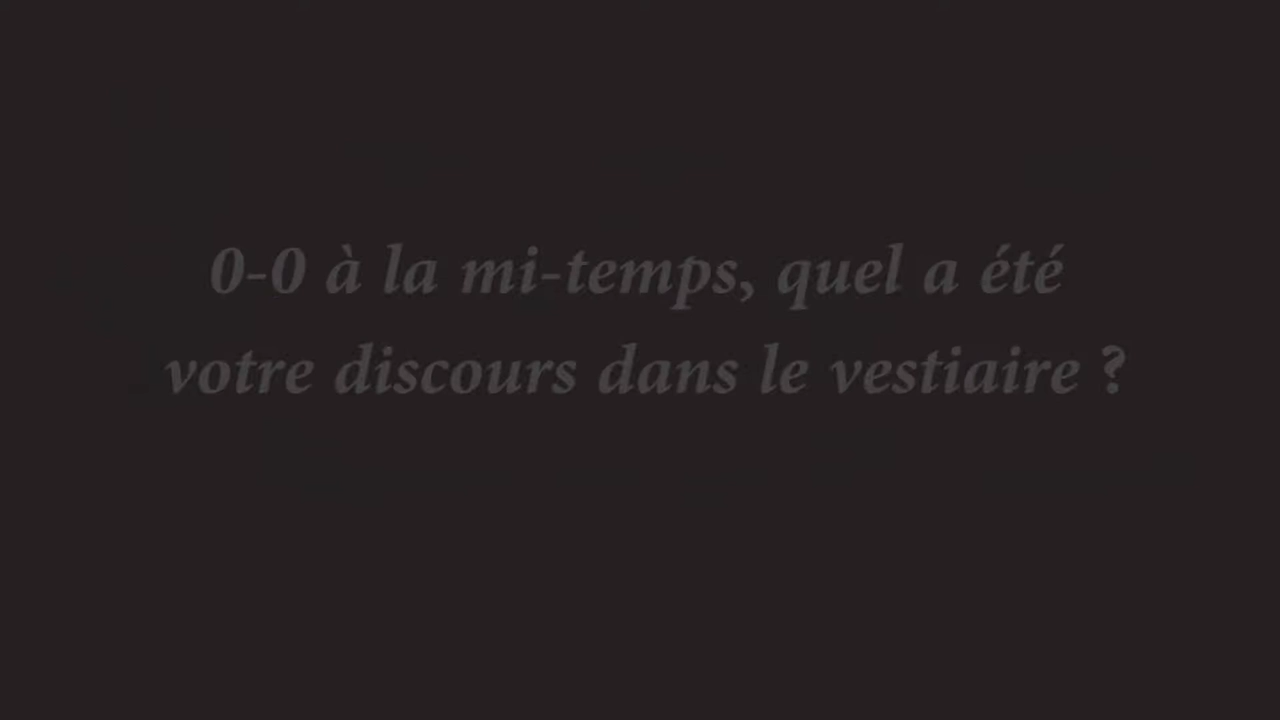 0-0 à la mi-temps, quel a été
votre discours dans le vestiaire ?